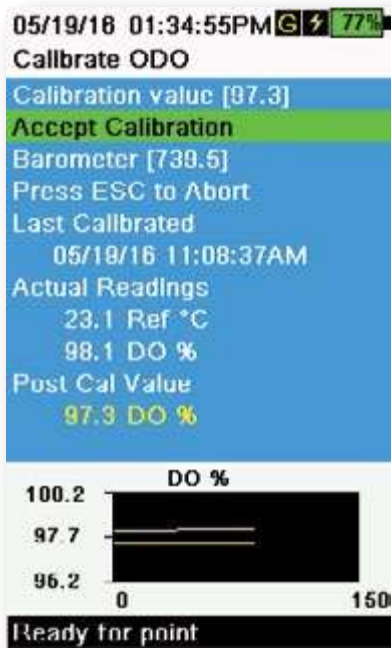 05/19/16 01:34:55PM G 77%
Calibrate ODO
Calibration value [97.3]
Accept Calibration
Barometer [739.5]
Press ESC to Abort
Last Calibrated
05/19/16 11:08:37AM
Actual Readings
23.1 Ref °C
98.1 DO %
Post Cal Value
97.3 DO %
DO %
100.2
97.7
95.2
0
1500
Ready for point